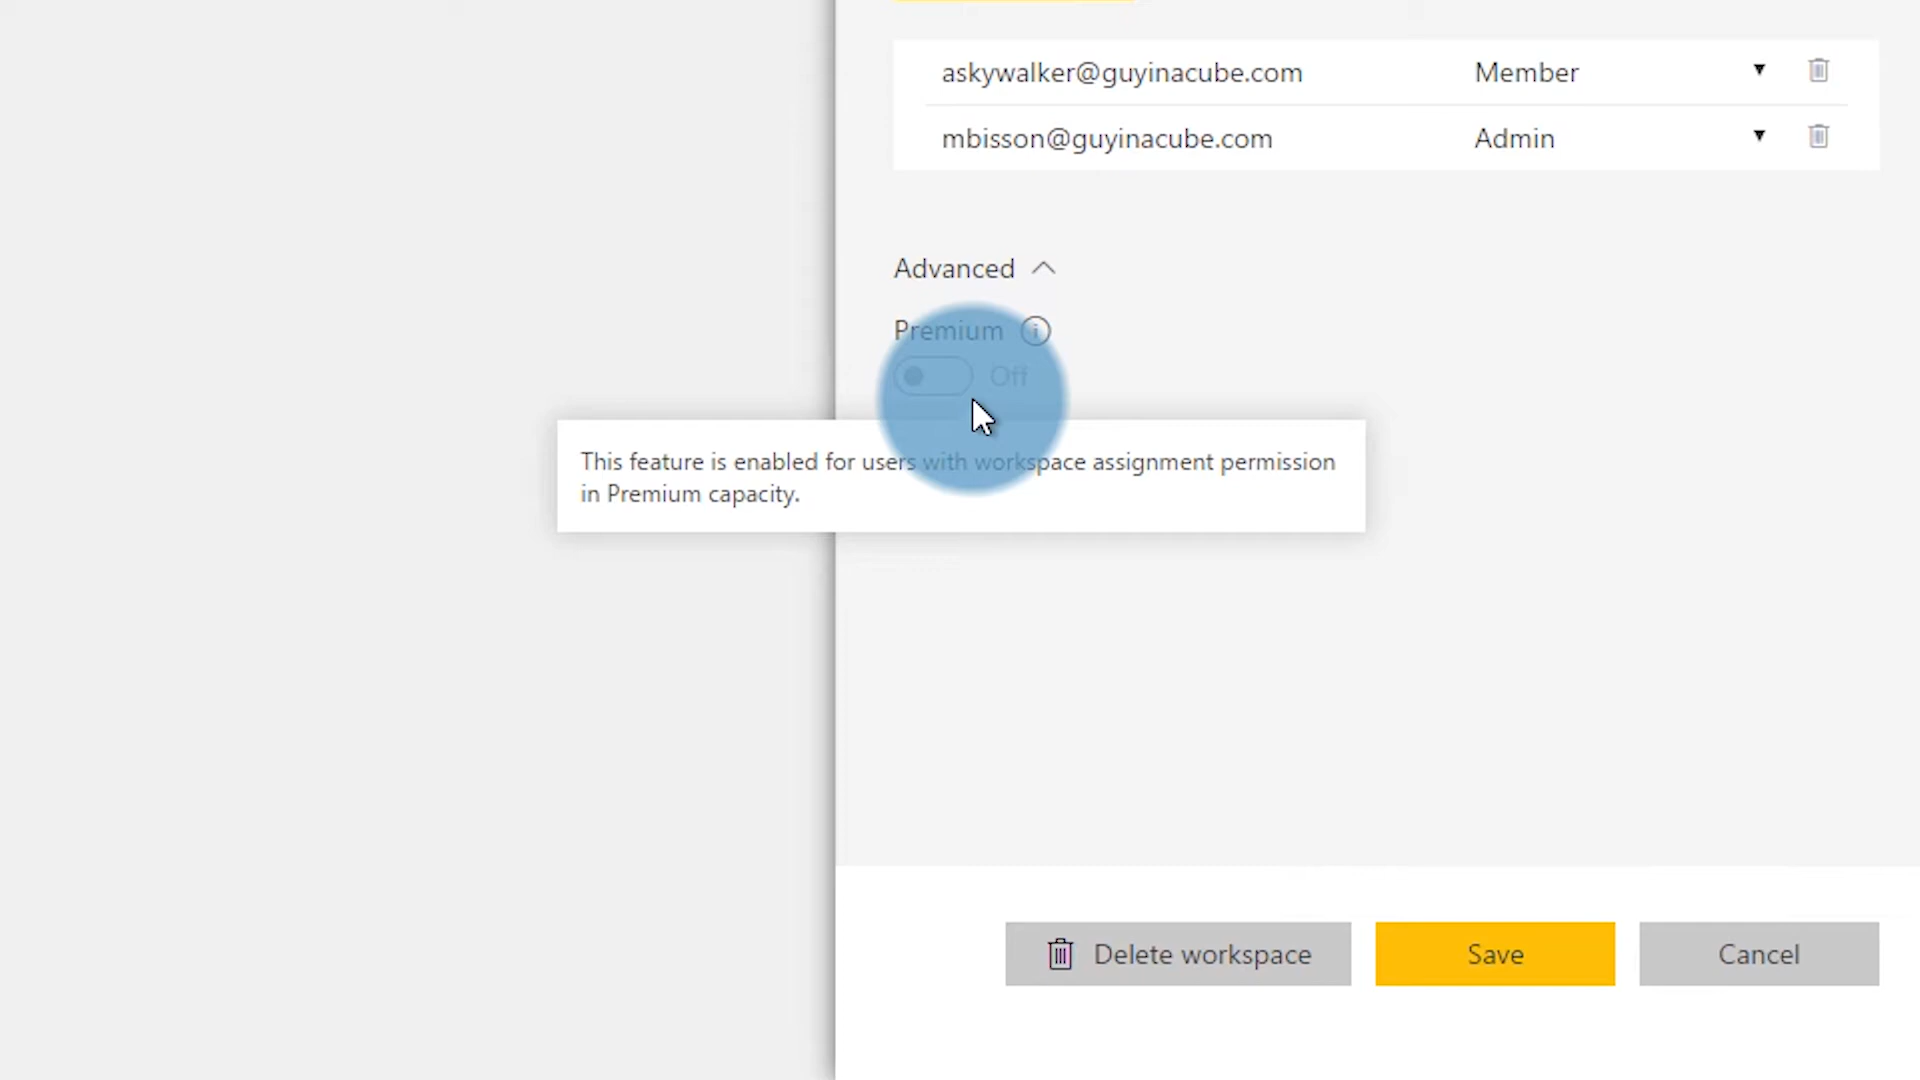 askywalker@guyinacube.com Member
mbisson@guyinacube.com Admin
Advanced
Premium
Off
This feature is enabled for users with workspace assignment permission
in Premium capacity.
Delete workspace Save Cancel